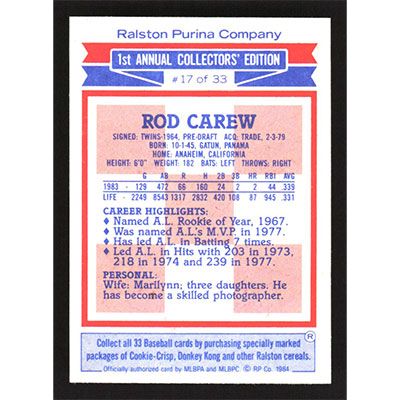 Ralston Purina Company
1st ANNUAL COLLECTORS' EDITION
#17 of 33
ROD CAREW
SIGNED: TWINS-1964, PRE-DRAFT ACQ: TRADE, 2-3-79
BORN: 10-1-45, GATUN, PANAMA
HOME: ANAHEIM, CALIFORNIA
HEIGHT: 6'0" WEIGHT: 182 BATS: LEFT THROWS: RIGHT
G AB R H 2B 3B HR RBI AVG
1983 - 129 472 66 160 24 2 2 44 .339
LIFE - 2249 8543 1317 2832 420 108 87 945 .331
CAREER HIGHLIGHTS:
♦ Named A.L. Rookie of Year, 1967.
♦ Was named A.L.'s M.V.P. in 1977.
♦ Has led A.L. in Batting 7 times.
♦ Led A.L. in Hits with 203 in 1973,
218 in 1974 and 239 in 1977.
PERSONAL:
Wife: Marilynn; three daughters. He
has become a skilled photographer.
®
Collect all 33 Baseball cards by purchasing specially marked
packages of Cookie-Crisp, Donkey Kong and other Ralston cereals.
Officially authorized card by MLBPA and MLBPC © RP Co. 1984